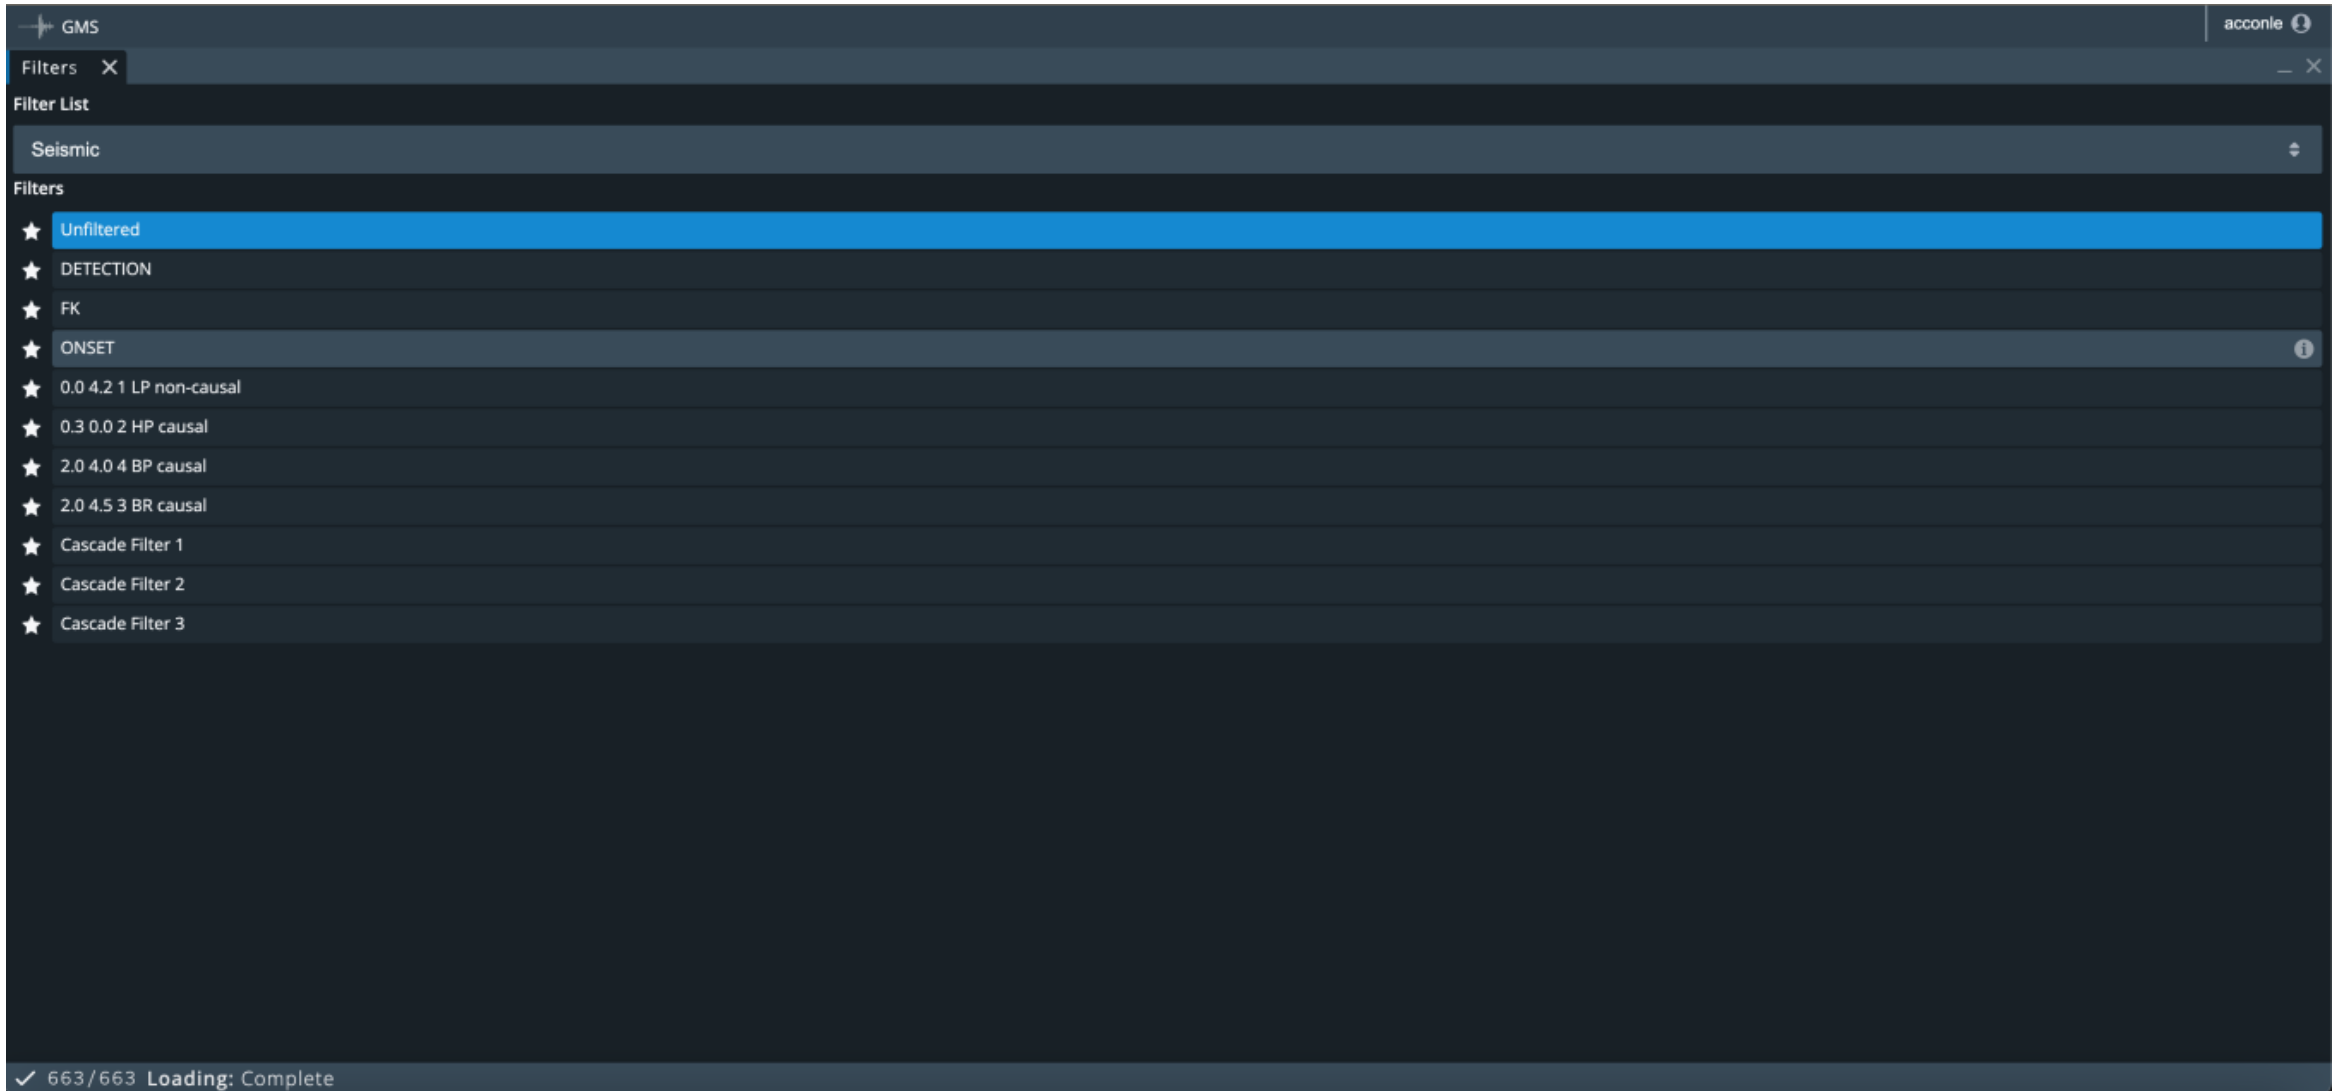 GMS
acconle
Filters
Filter List
Seismic
Filters
Unfiltered
DETECTION
FK
ONSET
0.0 4.2 1 LP non-causal
0.3 0.0 2 HP causal
2.0 4.0 4 BP causal
2.0 4.5 3 BR causal
Cascade Filter 1
Cascade Filter 2
Cascade Filter 3
663/663 Loading: Complete